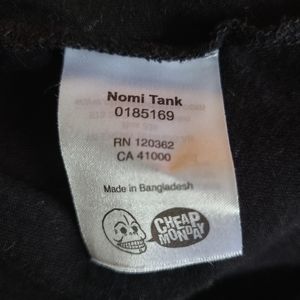 Nomi Tank
0185169
RN 120362
CA 41000
Made in Bangladesh
CHEAP
MONDAY